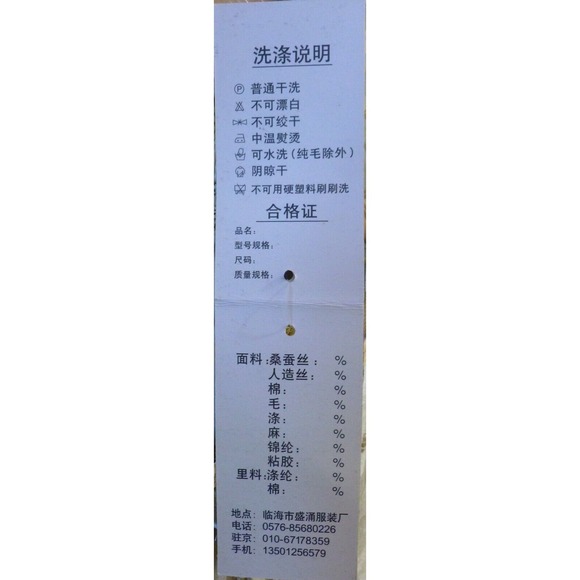 洗涤说明
Ⓟ 普通干洗
不可漂白
不可绞干
中温熨烫
可水洗(纯毛除外)
阴晾干
不可用硬塑料刷刷洗
合格证
品名:
型号规格:
尺码:
质量规格:
面料:桑蚕丝: %
人造丝: %
棉: %
毛: %
涤: %
麻: %
锦纶: %
粘胶: %
里料:涤纶: %
棉: %
地点: 临海市盛涌服装厂
电话: 0576-85680226
驻京: 010-67178359
手机: 13501256579